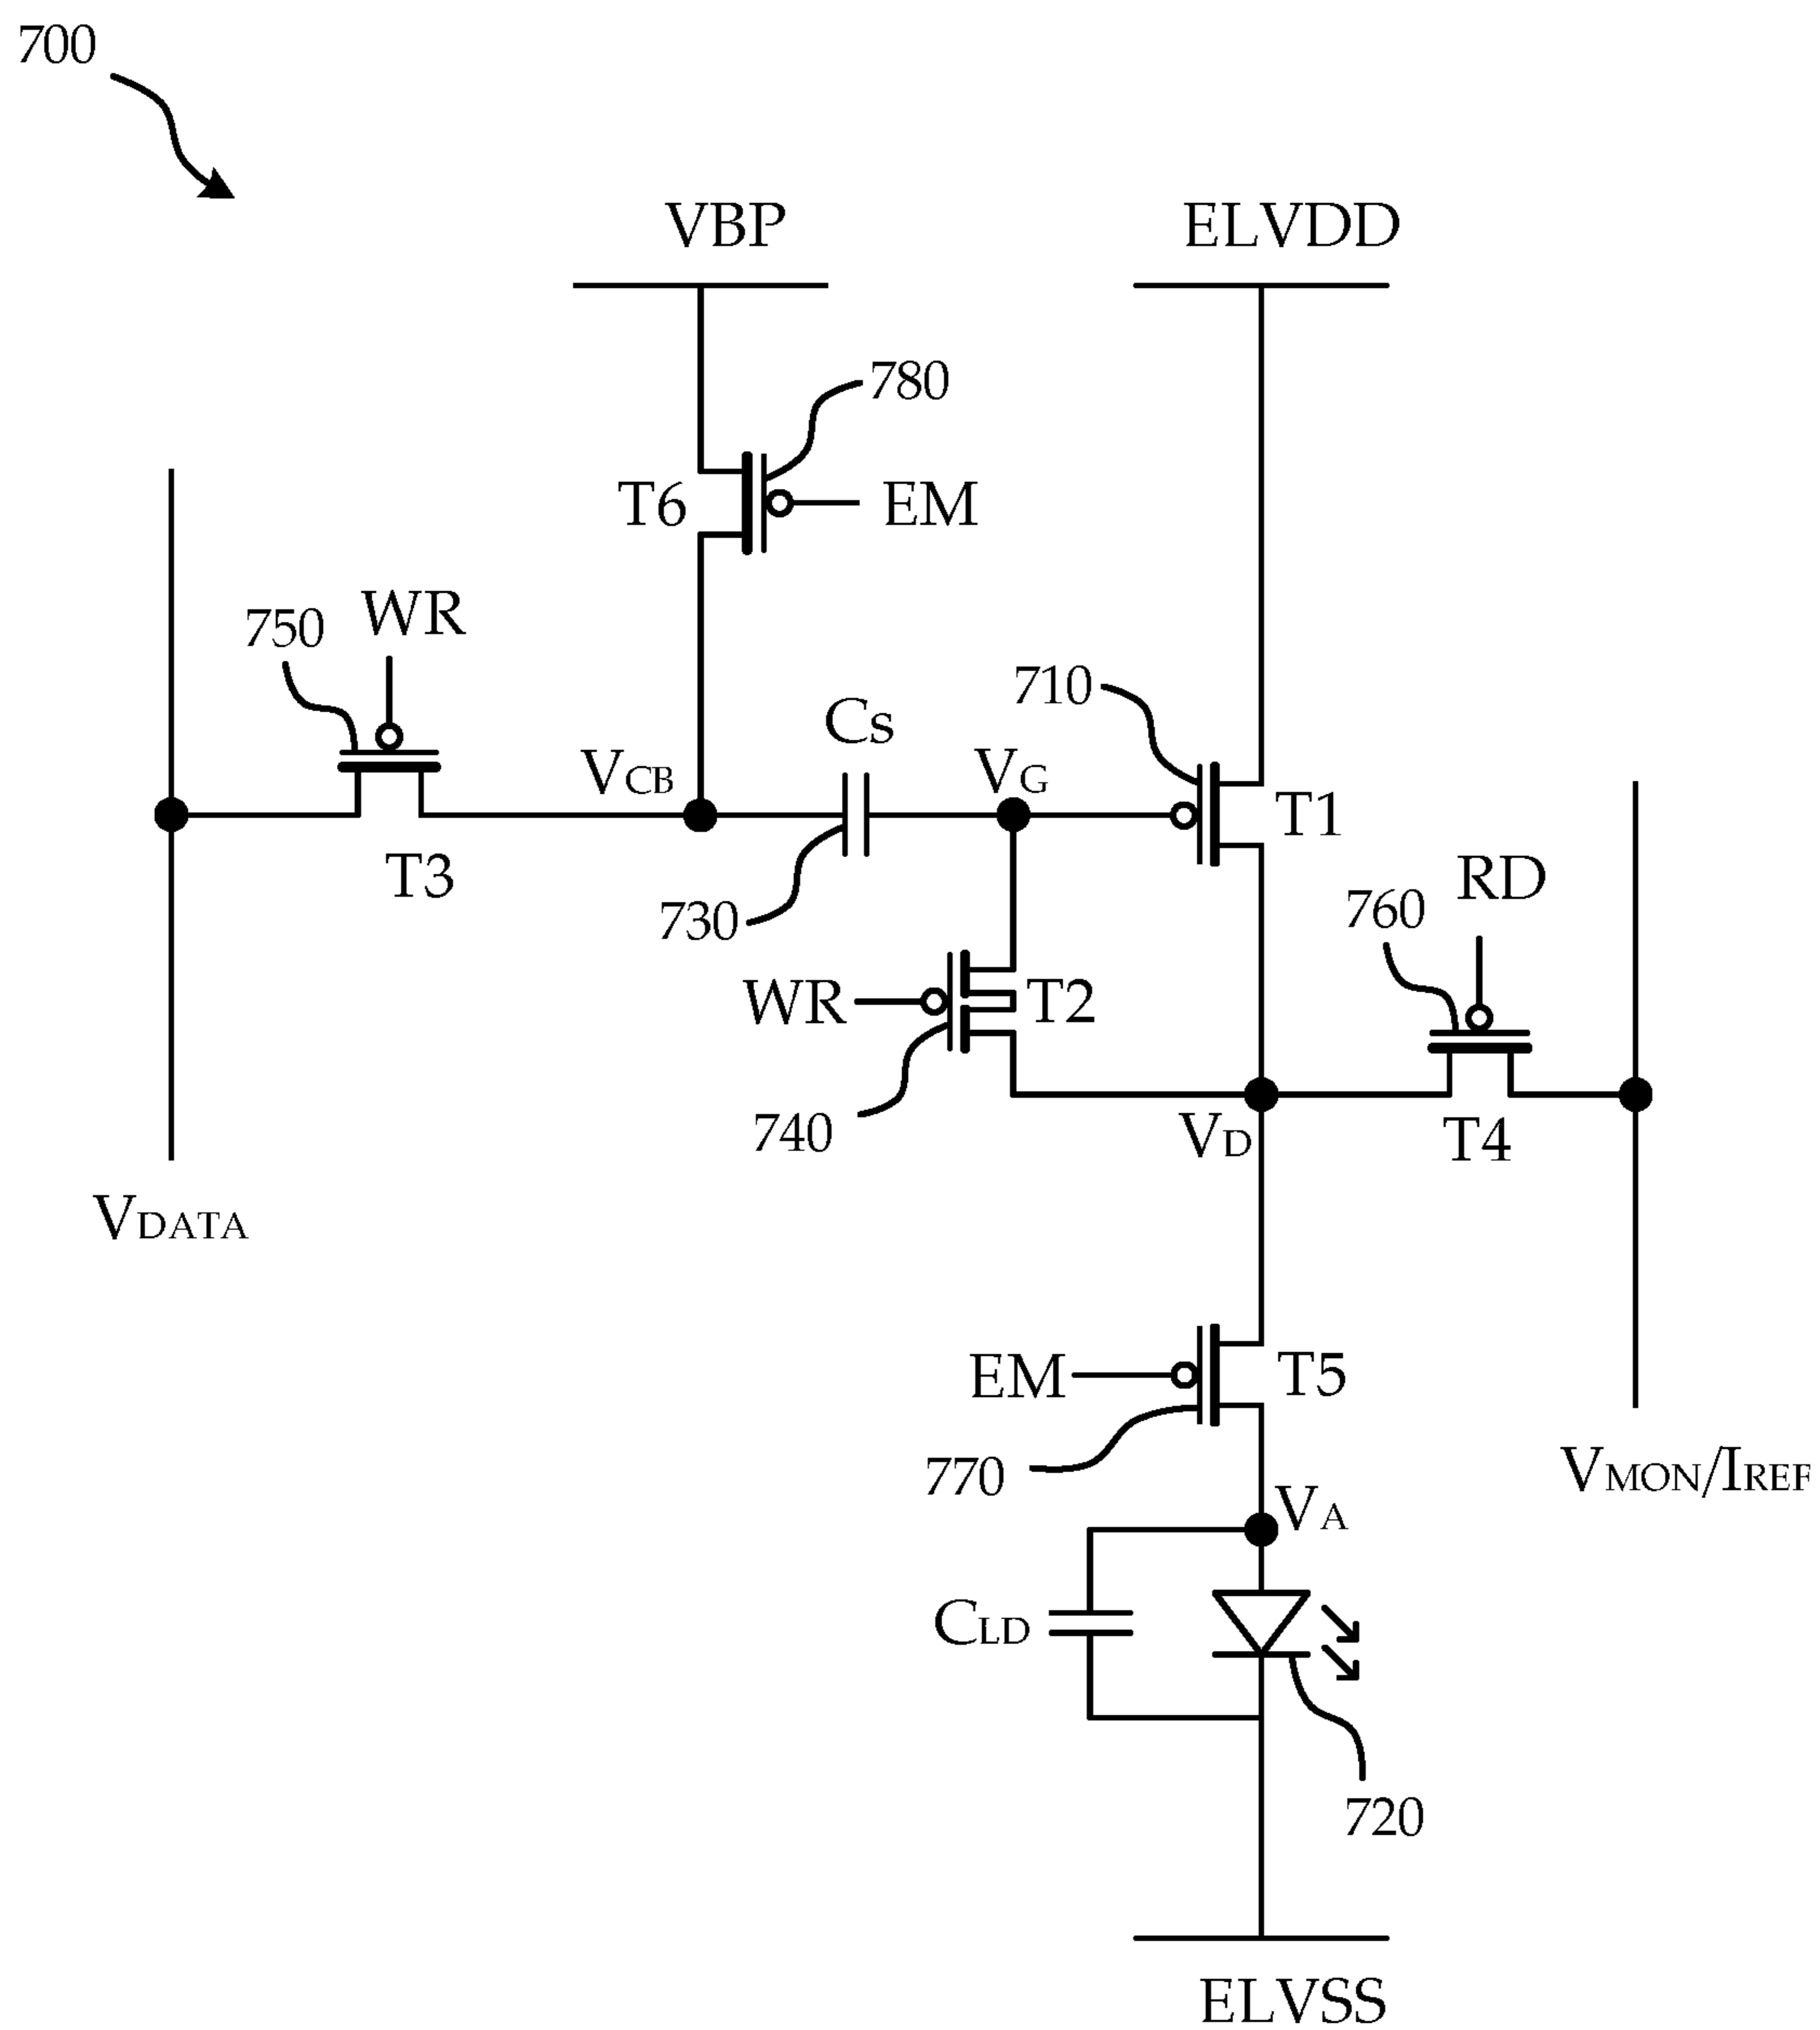 700
VBP
ELVDD
780
T6
EM
750
WR
710
Cs
VCB
VG
T1
T3
RD
760
730
WR
T2
740
VD
T4
VDATA
EM
T5
770
VMON/IREF
VA
CLD
720
ELVSS